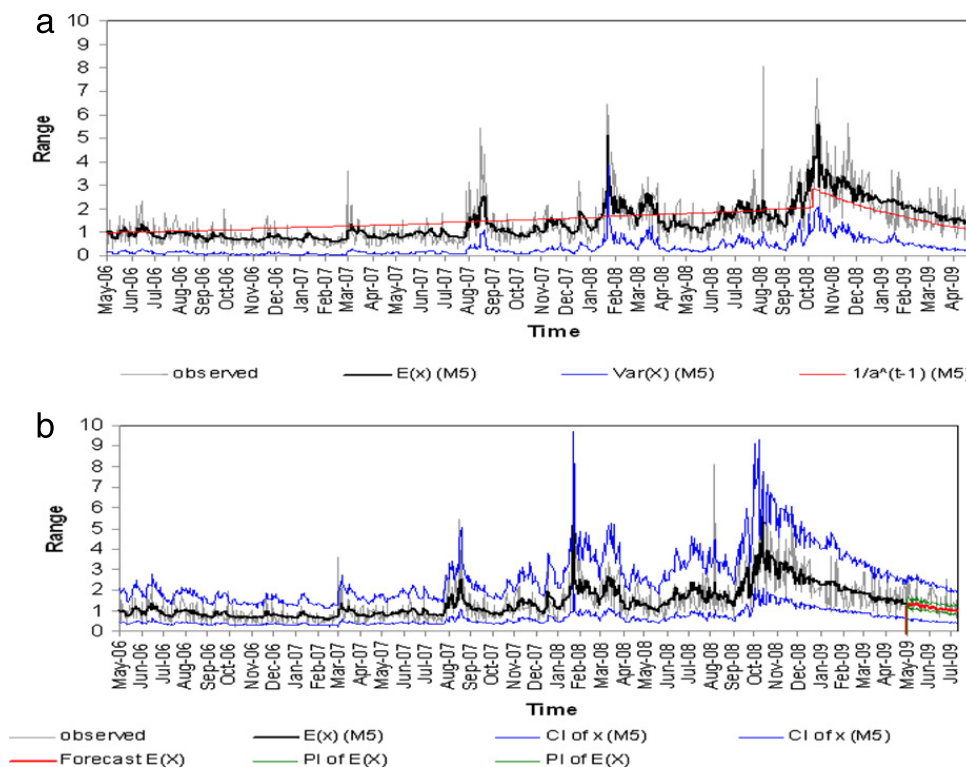 a
10
9
8
7
6
5
4
3
2
1
0
Range
May-06
Jun-06
Jul-06
Aug-06
Sep-06
Oct-06
Nov-06
Dec-06
Jan-07
Feb-07
Mar-07
Apr-07
May-07
Jun-07
Jul-07
Aug-07
Sep-07
Oct-07
Nov-07
Dec-07
Jan-08
Feb-08
Mar-08
Apr-08
May-08
Jun-08
Jul-08
Aug-08
Sep-08
Oct-08
Nov-08
Dec-08
Jan-09
Feb-09
Mar-09
Apr-09
Time
observed E(x) (M5) Var(X) (M5) 1/a^(t-1) (M5)
b
10
9
8
7
6
5
4
3
2
1
0
Range
May-06
Jun-06
Jul-06
Aug-06
Sep-06
Oct-06
Nov-06
Dec-06
Jan-07
Feb-07
Mar-07
Apr-07
May-07
Jun-07
Jul-07
Aug-07
Sep-07
Oct-07
Nov-07
Dec-07
Jan-08
Feb-08
Mar-08
Apr-08
May-08
Jun-08
Jul-08
Aug-08
Sep-08
Oct-08
Nov-08
Dec-08
Jan-09
Feb-09
Mar-09
Apr-09
May-09
Jun-09
Jul-09
Time
observed E(x) (M5) CI of x (M5) CI of x (M5)
Forecast E(X) PI of E(X) PI of E(X)